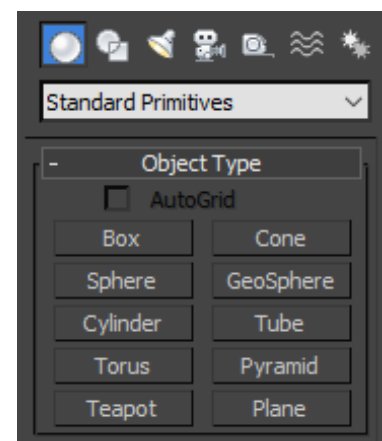 Standard Primitives
- Object Type
AutoGrid
Box Cone
Sphere GeoSphere
Cylinder Tube
Torus Pyramid
Teapot Plane